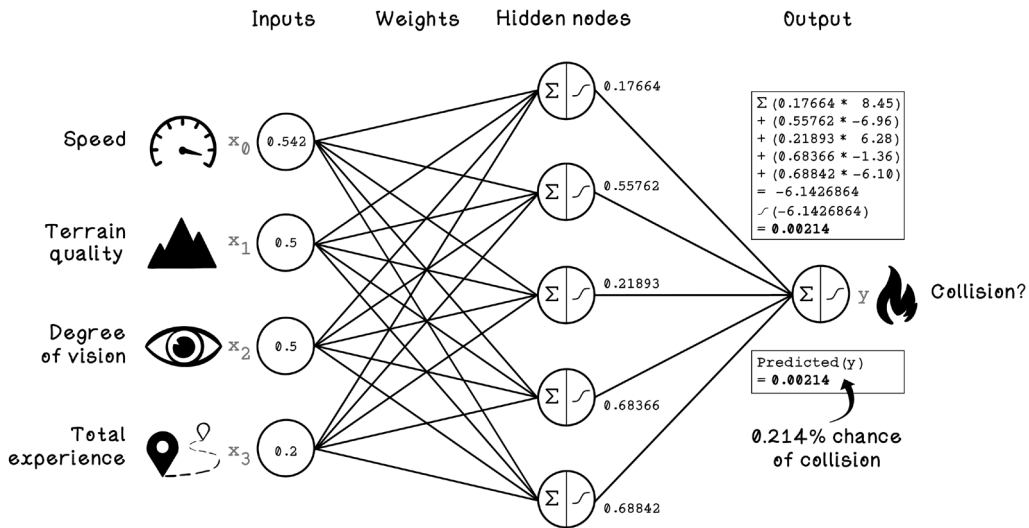 Inputs
Weights
Hidden nodes
Output
Speed
x0
0.542
Terrain
quality
x1
0.5
Degree
of vision
x2
0.5
Total
experience
x3
0.2
Σ
0.17664
Σ
0.55762
Σ
0.21893
Σ
0.68366
Σ
0.68842
Σ (0.17664 * 8.45)
+ (0.55762 * -6.96)
+ (0.21893 * 6.28)
+ (0.68366 * -1.36)
+ (0.68842 * -6.10)
= -6.1426864
⌠(-6.1426864)
= 0.00214
Σ
y
Collision?
Predicted(y)
= 0.00214
0.214% chance
of collision